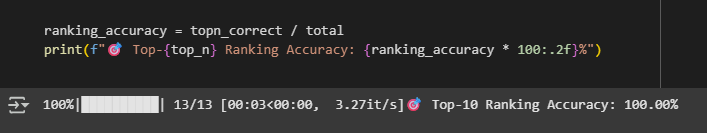 ranking_accuracy = topn_correct / total
print(f"🎯 Top-{top_n} Ranking Accuracy: {ranking_accuracy * 100:.2f}%")
100%|██████████| 13/13 [00:03<00:00,  3.27it/s]🎯 Top-10 Ranking Accuracy: 100.00%